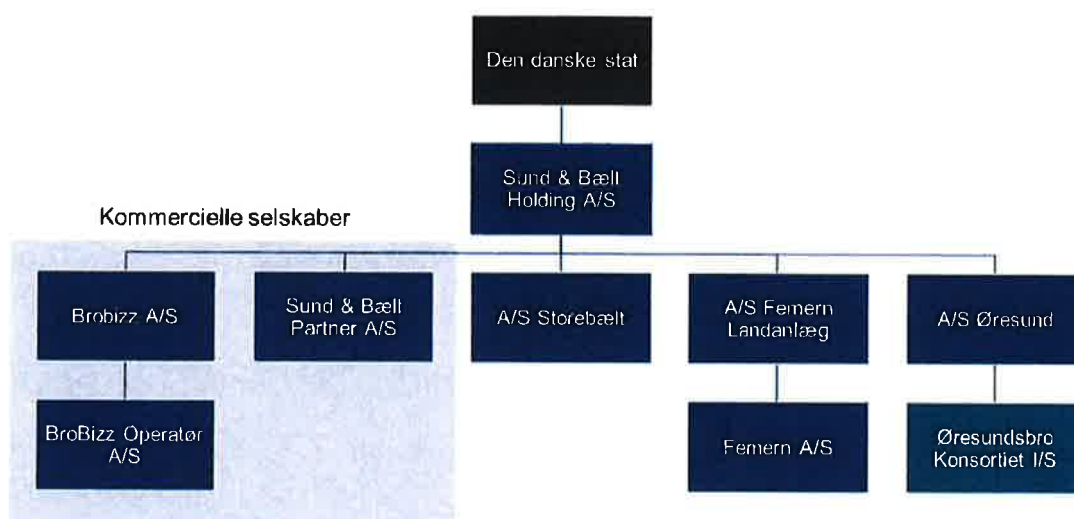 Den danske stat
Sund & Bælt
Holding A/S
Kommercielle selskaber
Brobizz A/S
Sund & Bælt
Partner A/S
A/S Storebælt
A/S Femern
Landanlæg
A/S Øresund
BroBizz Operatør
A/S
Femern A/S
Øresundsbro
Konsortiet I/S